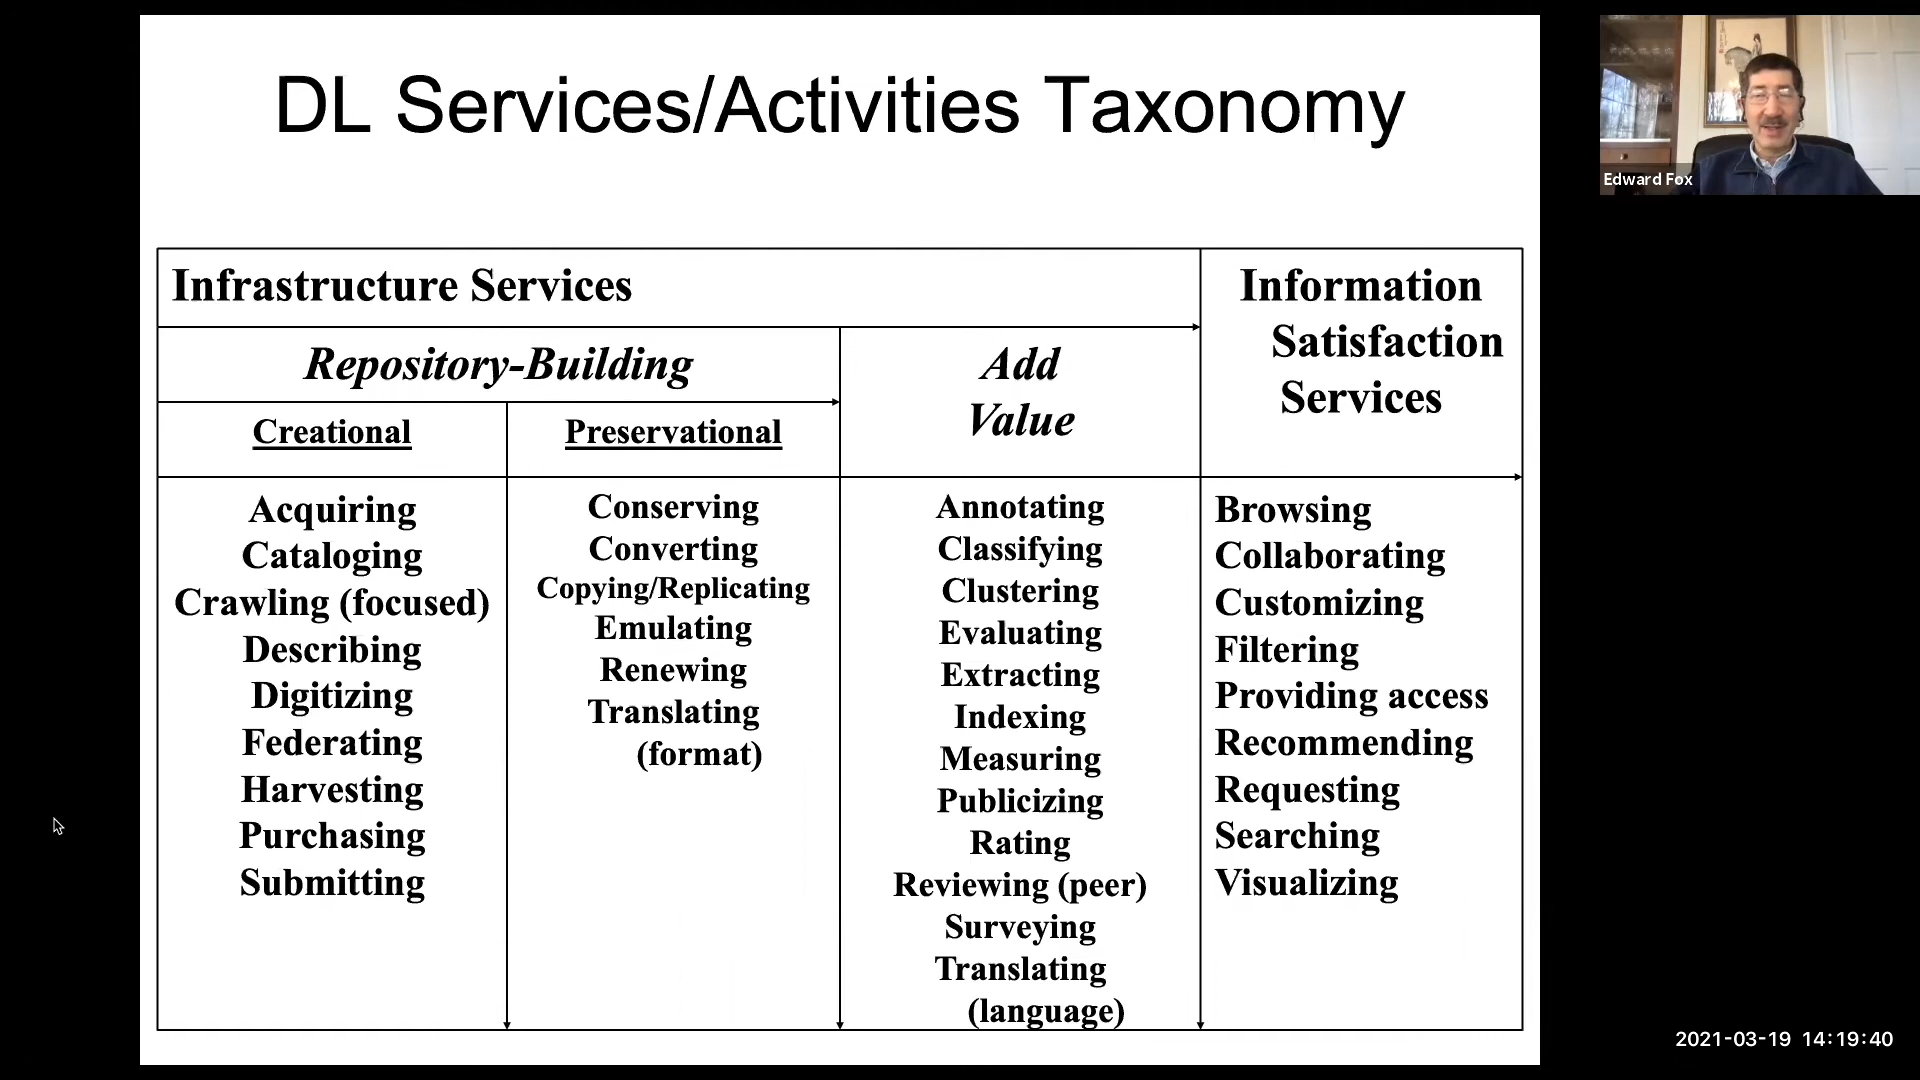 DL Services/Activities Taxonomy
Edward Fox
Infrastructure Services
Information
Satisfaction
Services
Repository-Building
Add
Value
Creational
Preservational
Acquiring
Cataloging
Crawling (focused)
Describing
Digitizing
Federating
Harvesting
Purchasing
Submitting
Conserving
Converting
Copying/Replicating
Emulating
Renewing
Translating
(format)
Annotating
Classifying
Clustering
Evaluating
Extracting
Indexing
Measuring
Publicizing
Rating
Reviewing (peer)
Surveying
Translating
(language)
Browsing
Collaborating
Customizing
Filtering
Providing access
Recommending
Requesting
Searching
Visualizing
2021-03-19 14:19:40